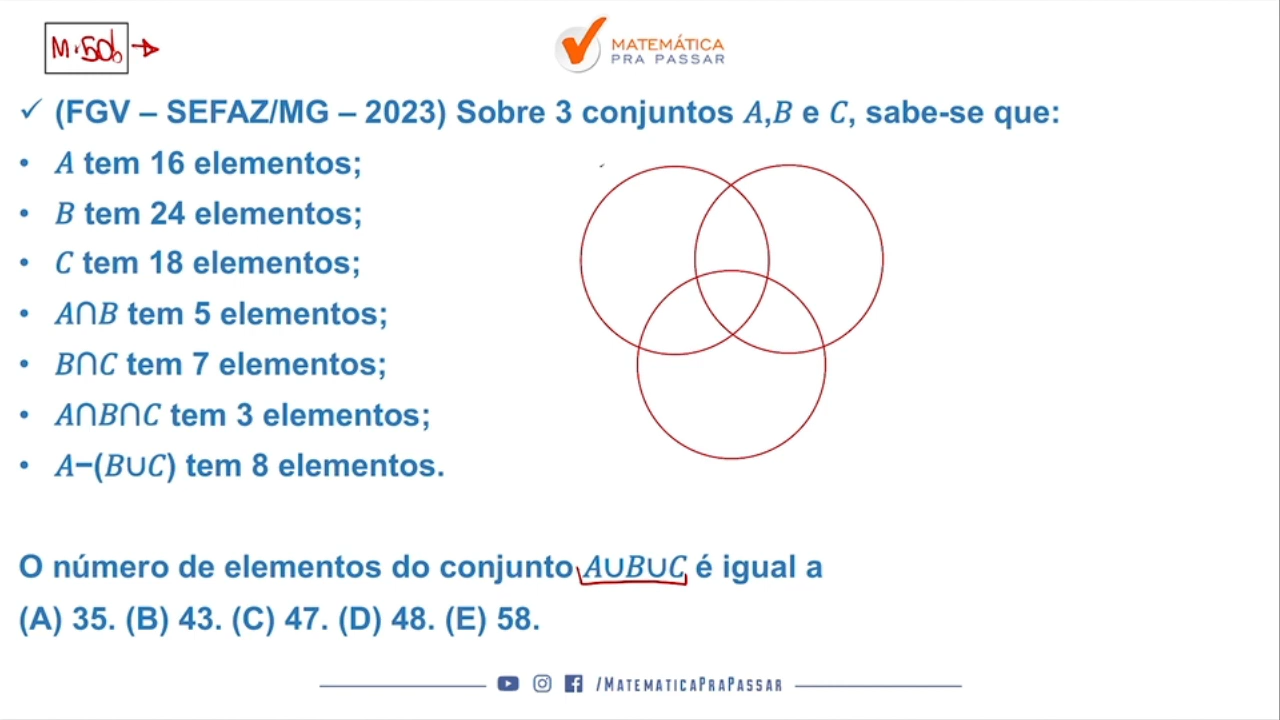 M.50%
MATEMÁTICA
PRA PASSAR
✓ (FGV – SEFAZ/MG – 2023) Sobre 3 conjuntos A,B e C, sabe-se que:
• A tem 16 elementos;
• B tem 24 elementos;
• C tem 18 elementos;
• A∩B tem 5 elementos;
• B∩C tem 7 elementos;
• A∩B∩C tem 3 elementos;
• A−(B∪C) tem 8 elementos.
O número de elementos do conjunto A∪B∪C é igual a
(A) 35. (B) 43. (C) 47. (D) 48. (E) 58.
/MATEMATICAPRAPASSAR